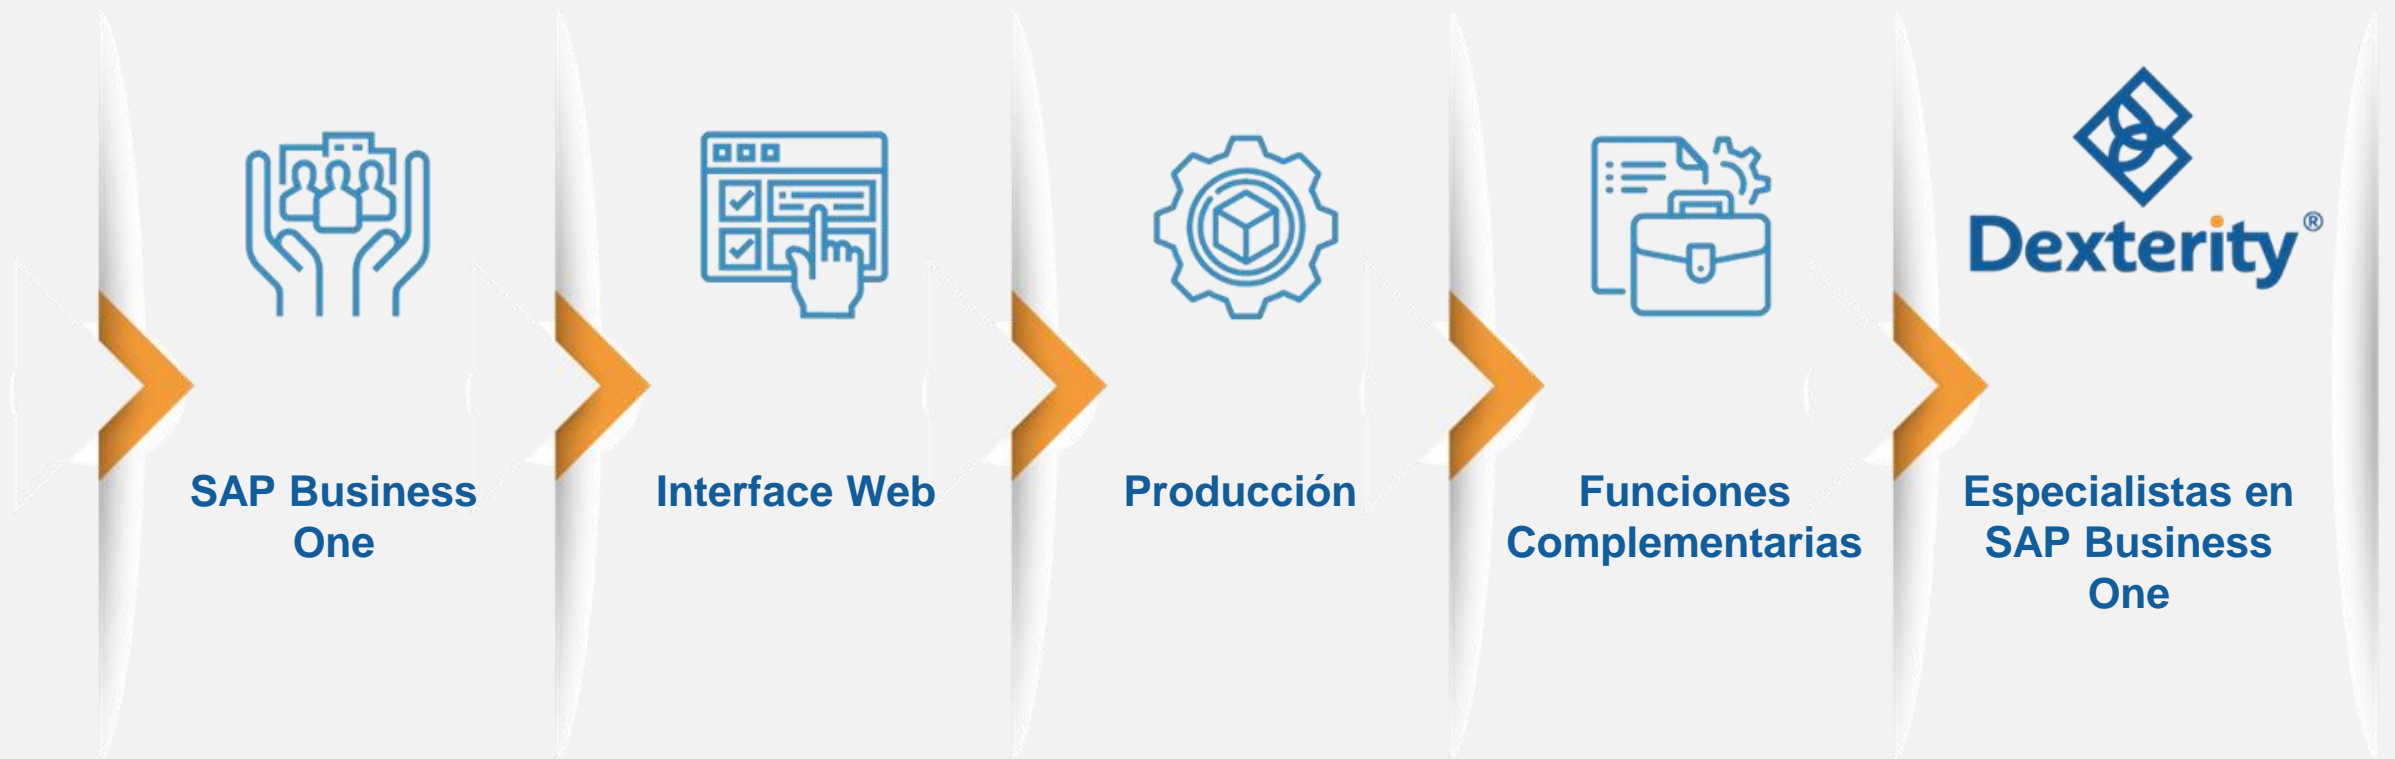 Dexterity®
SAP Business
One
Interface Web
Producción
Funciones
Complementarias
Especialistas en
SAP Business
One